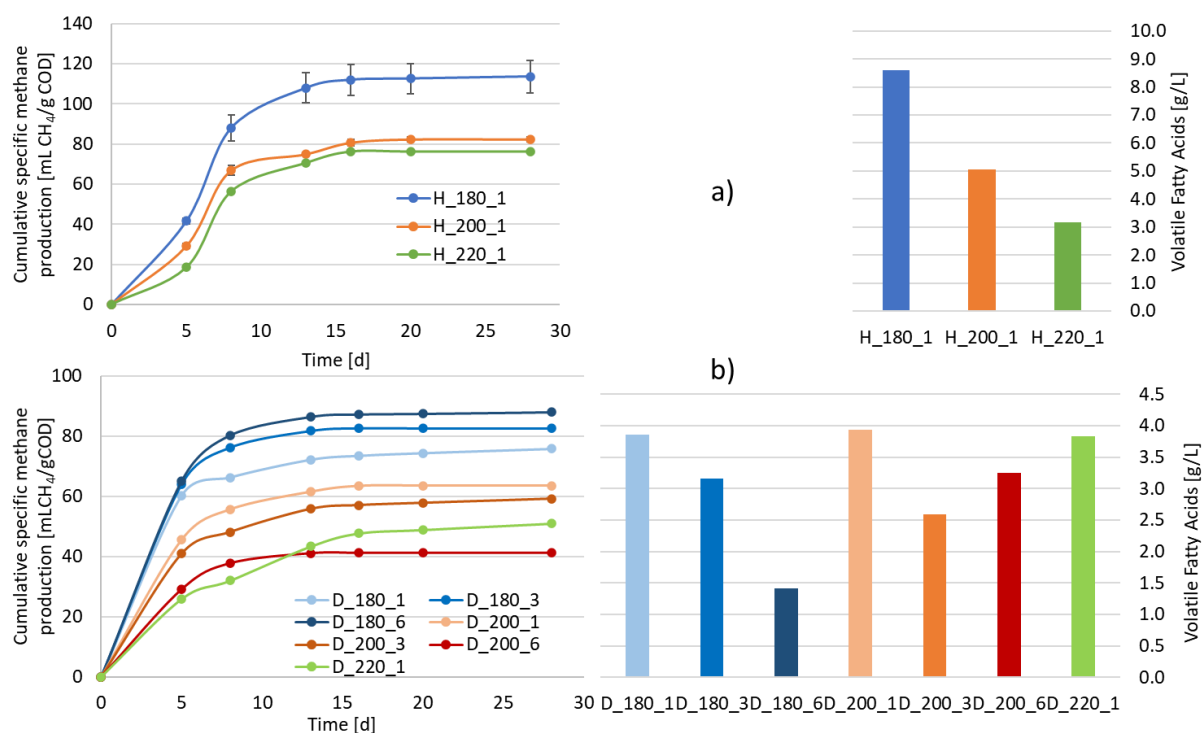 Cumulative specific methane
production [mL CH4/g COD]
140
120
100
80
60
40
20
0
0 5 10 15 20 25 30
Time [d]
H_180_1
H_200_1
H_220_1
a)
10.0
9.0
8.0
7.0
6.0
5.0
4.0
3.0
2.0
1.0
0.0
Volatile Fatty Acids [g/L]
H_180_1 H_200_1 H_220_1
Cumulative specific methane
production [mLCH4/gCOD]
100
80
60
40
20
0
0 5 10 15 20 25 30
Time [d]
D_180_1 D_180_3
D_180_6 D_200_1
D_200_3 D_200_6
D_220_1
b)
4.5
4.0
3.5
3.0
2.5
2.0
1.5
1.0
0.5
0.0
Volatile Fatty Acids [g/L]
D_180_1 D_180_3 D_180_6 D_200_1 D_200_3 D_200_6 D_220_1